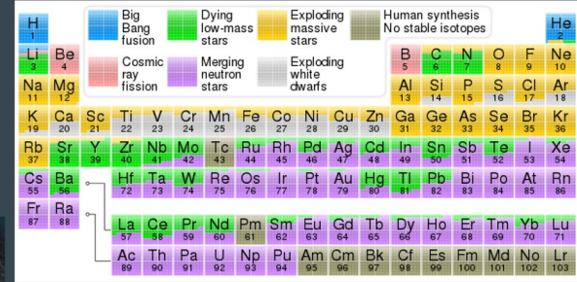 H
1
Big Bang fusion
Dying low-mass stars
Exploding massive stars
Human synthesis
No stable isotopes
He
2
Cosmic ray fission
Merging neutron stars
Exploding white dwarfs
Li Be B C N O F Ne
3 4 5 6 7 8 9 10
Na Mg Al Si P S Cl Ar
11 12 13 14 15 16 17 18
K Ca Sc Ti V Cr Mn Fe Co Ni Cu Zn Ga Ge As Se Br Kr
19 20 21 22 23 24 25 26 27 28 29 30 31 32 33 34 35 36
Rb Sr Y Zr Nb Mo Tc Ru Rh Pd Ag Cd In Sn Sb Te I Xe
37 38 39 40 41 42 43 44 45 46 47 48 49 50 51 52 53 54
Cs Ba Hf Ta W Re Os Ir Pt Au Hg Tl Pb Bi Po At Rn
55 56 72 73 74 75 76 77 78 79 80 81 82 83 84 85 86
Fr Ra
87 88
La Ce Pr Nd Pm Sm Eu Gd Tb Dy Ho Er Tm Yb Lu
57 58 59 60 61 62 63 64 65 66 67 68 69 70 71
Ac Th Pa U Np Pu Am Cm Bk Cf Es Fm Md No Lr
89 90 91 92 93 94 95 96 97 98 99 100 101 102 103